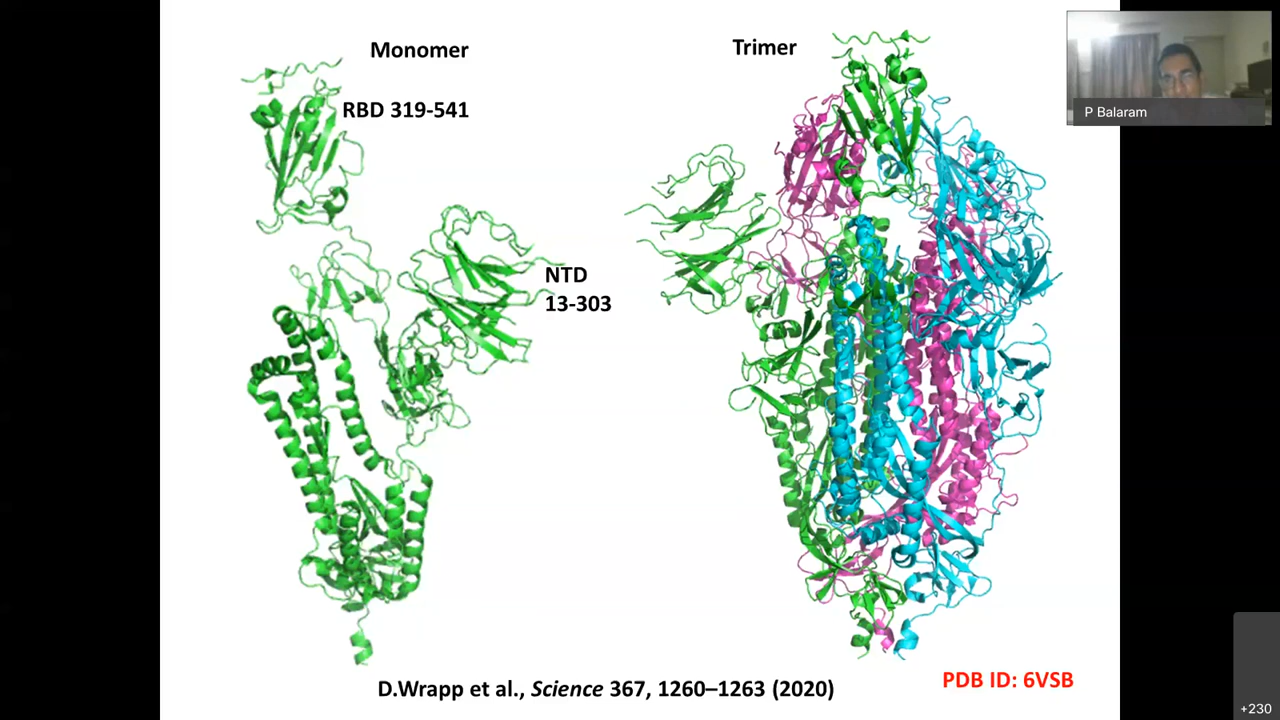 Monomer
Trimer
RBD 319-541
P Balaram
NTD
13-303
D.Wrapp et al., Science 367, 1260–1263 (2020)
PDB ID: 6VSB
+230